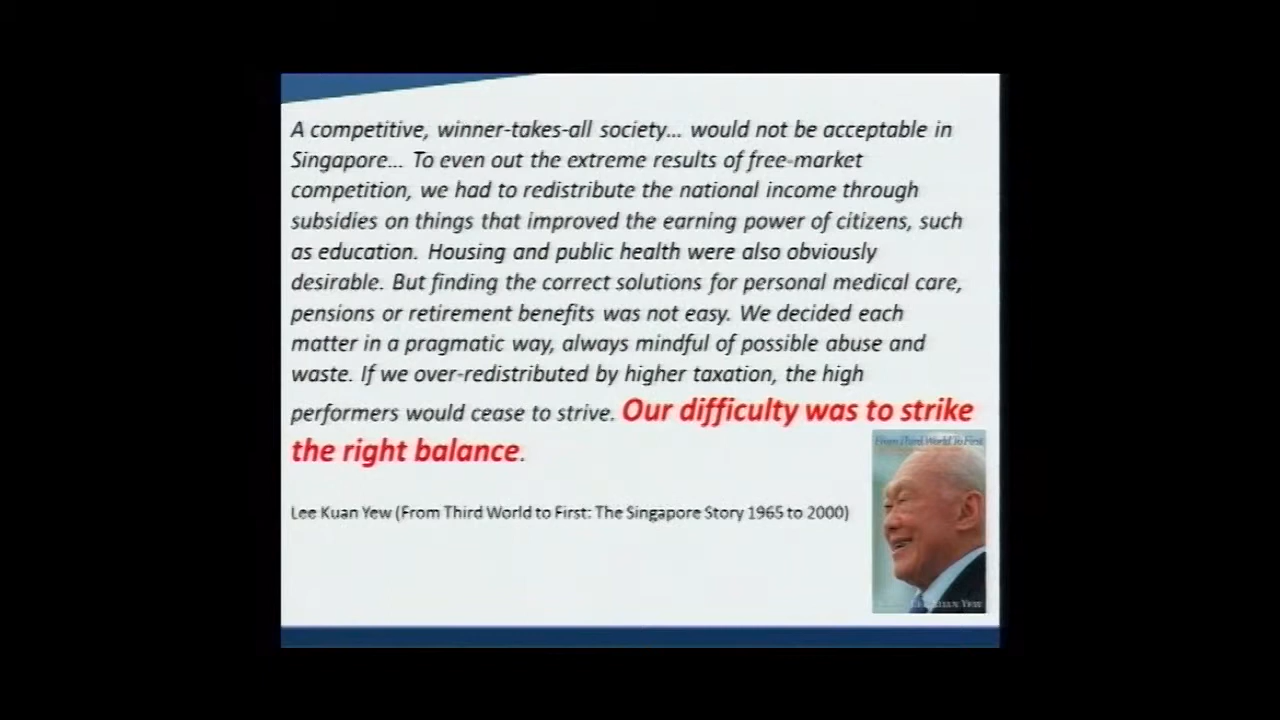 A competitive, winner-takes-all society... would not be acceptable in
Singapore... To even out the extreme results of free-market
competition, we had to redistribute the national income through
subsidies on things that improved the earning power of citizens, such
as education. Housing and public health were also obviously
desirable. But finding the correct solutions for personal medical care,
pensions or retirement benefits was not easy. We decided each
matter in a pragmatic way, always mindful of possible abuse and
waste. If we over-redistributed by higher taxation, the high
performers would cease to strive. Our difficulty was to strike
the right balance.
From Third World To First
Lee Kuan Yew (From Third World to First: The Singapore Story 1965 to 2000)
LEE KUAN YEW